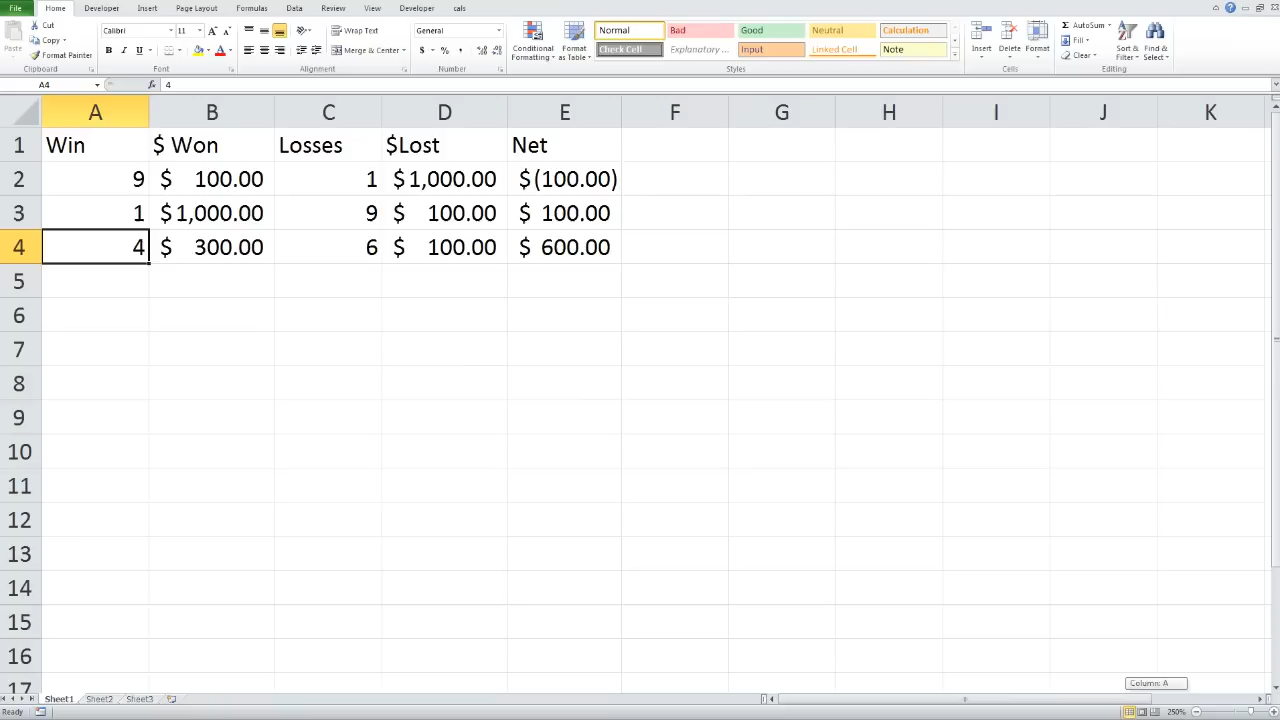 File Home Insert Page Layout Formulas Data Review View Developer cals
Cut
Copy
Format Painter
Paste
Clipboard
Calibri 11
B I U
Font
Wrap Text
Merge & Center
Alignment
General
$ % ,
Number
Conditional Formatting
Format as Table
Normal Bad Good Neutral Calculation
Check Cell Explanatory... Input Linked Cell Note
Styles
Insert Delete Format
Cells
Σ AutoSum
Fill
Clear
Sort & Filter
Find & Select
Editing
A4 fx 4
A B C D E F G H I J K
1 Win $ Won Losses $Lost Net
2 9 $ 100.00 1 $1,000.00 $(100.00)
3 1 $1,000.00 9 $ 100.00 $ 100.00
4 4 $ 300.00 6 $ 100.00 $ 600.00
5
6
7
8
9
10
11
12
13
14
15
16
17
Column: A
Sheet1 Sheet2 Sheet3
Ready 250%